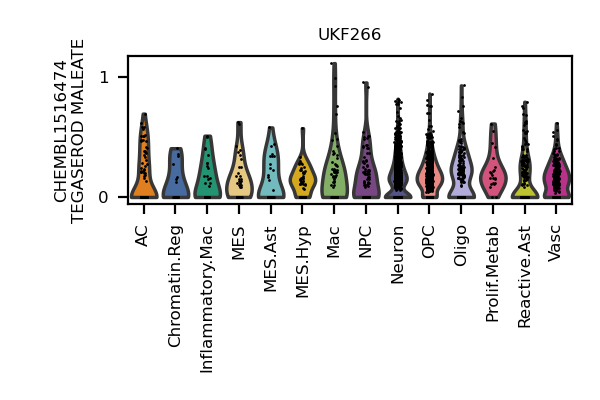 UKF266
CHEMBL1516474
TEGASEROD MALEATE
1
0
AC
Chromatin.Reg
Inflammatory.Mac
MES
MES.Ast
MES.Hyp
Mac
NPC
Neuron
OPC
Oligo
Prolif.Metab
Reactive.Ast
Vasc